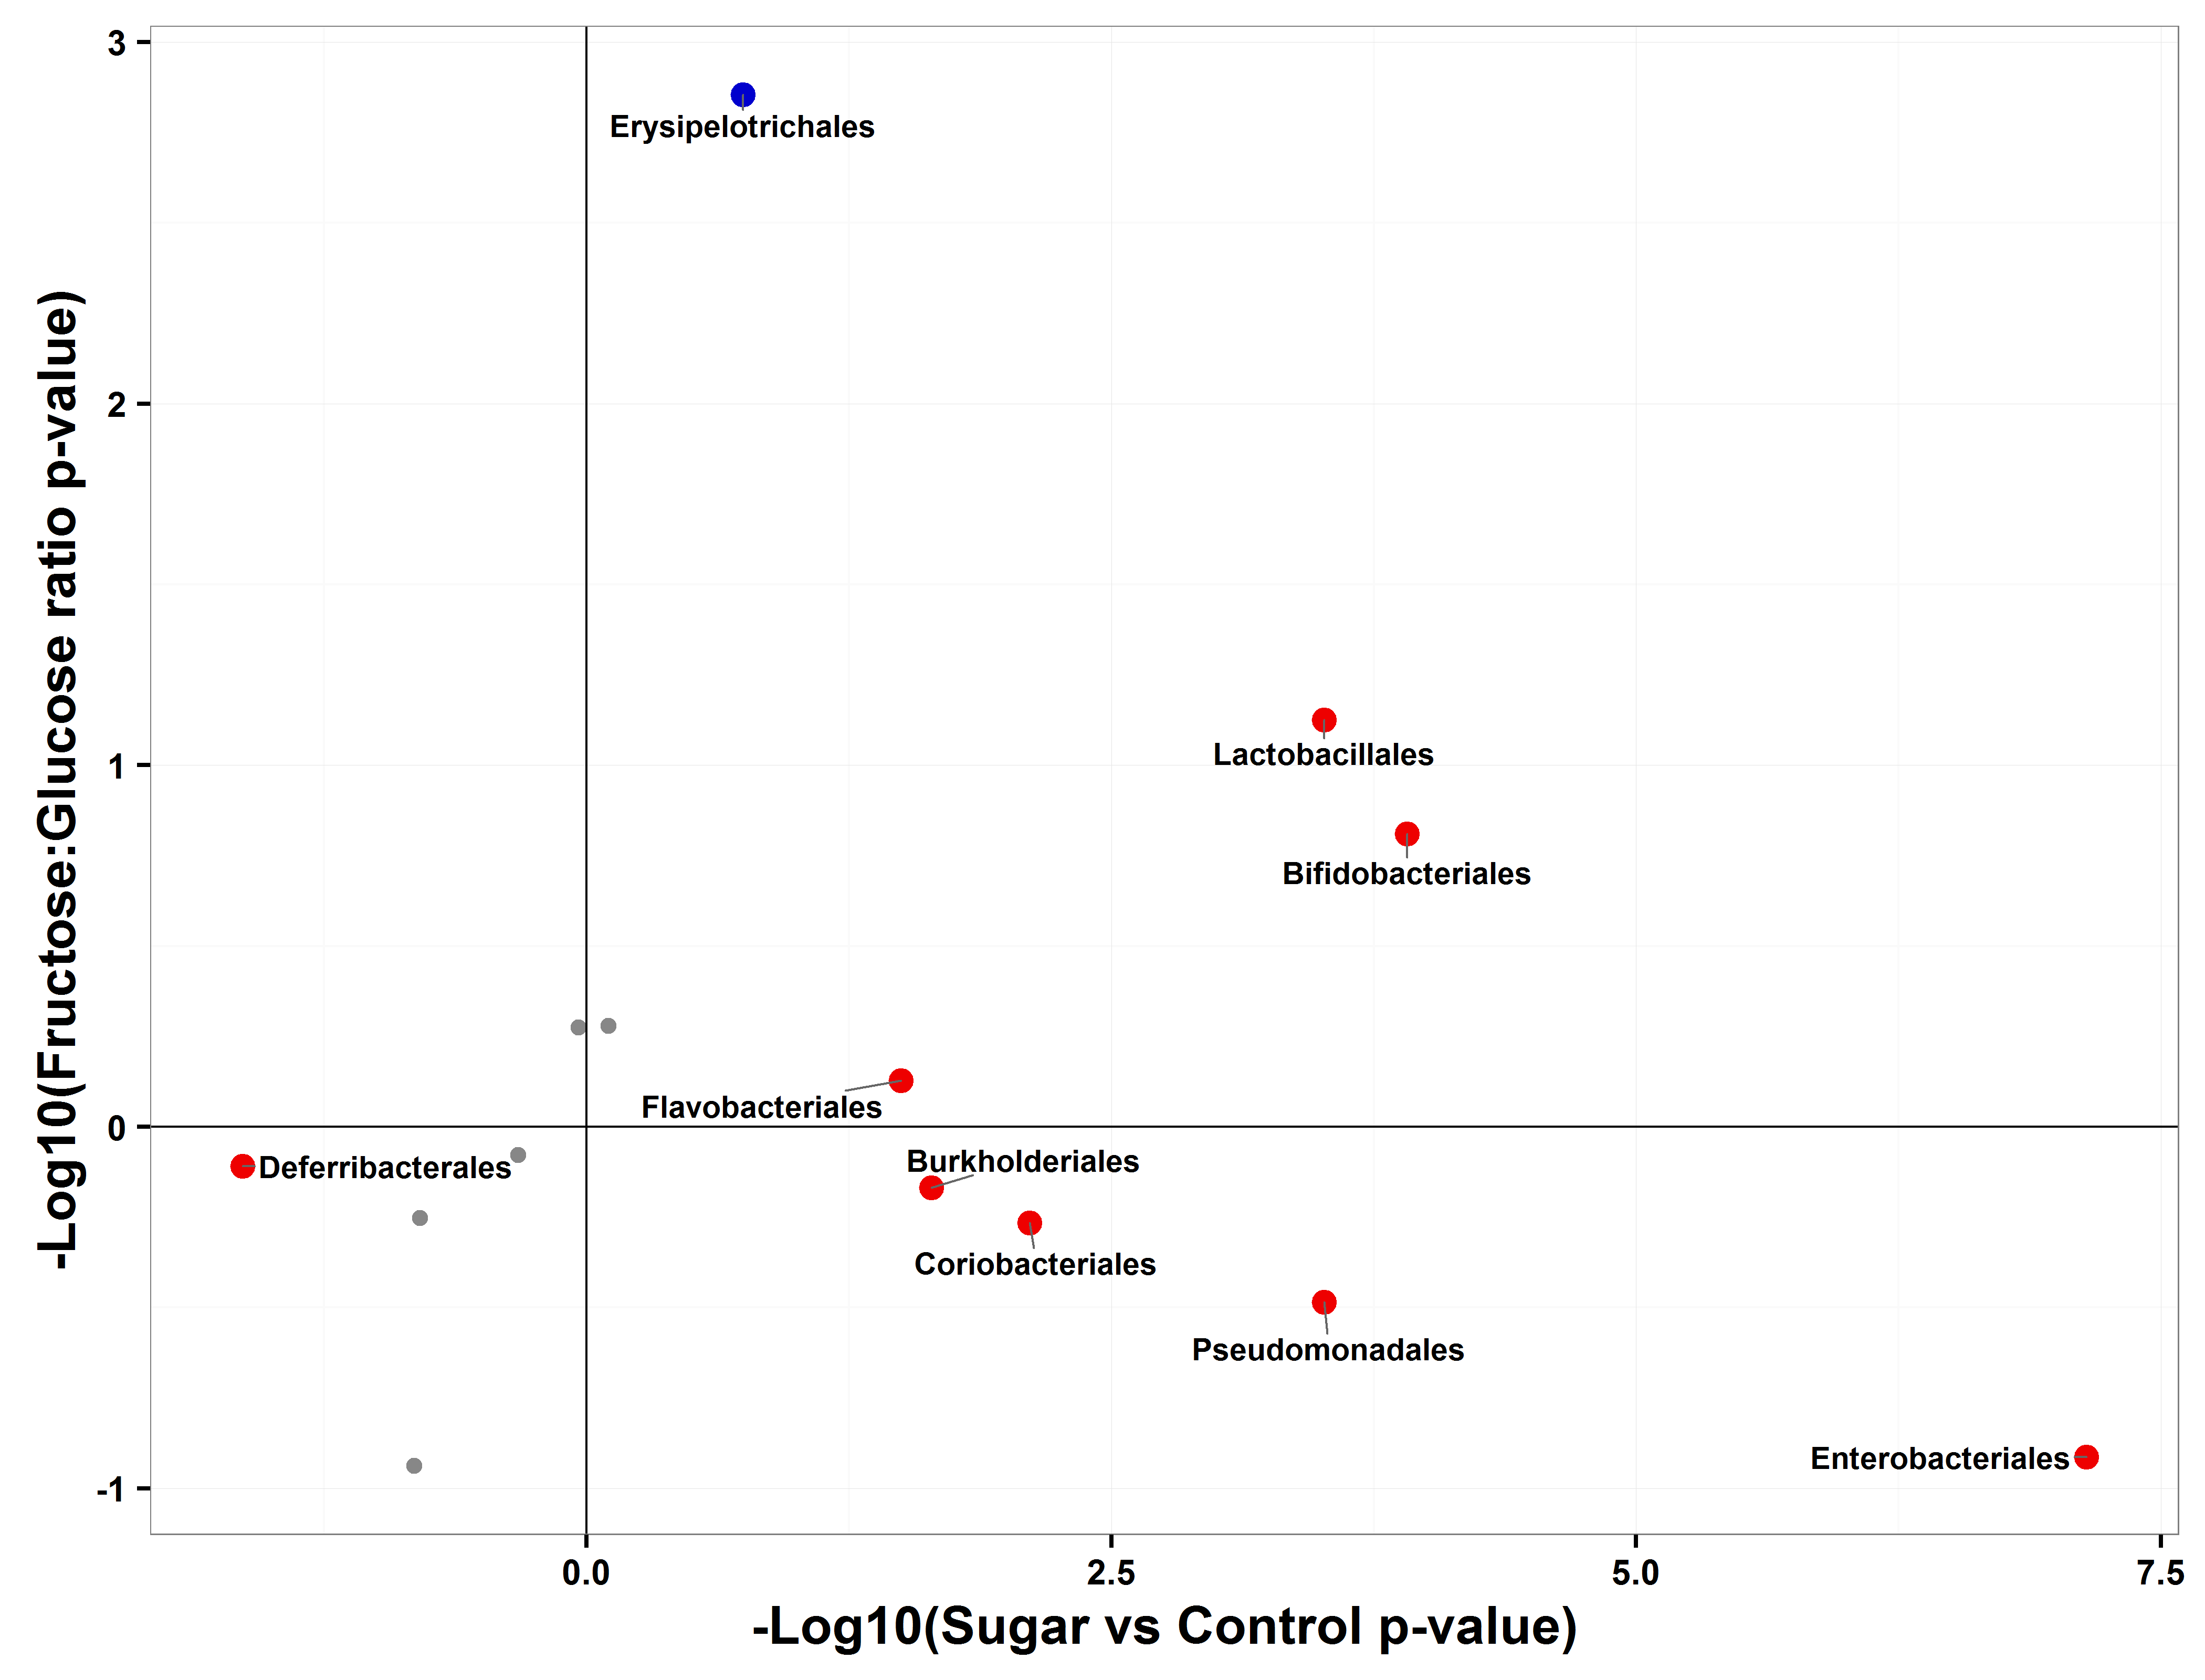 -Log10(Fructose:Glucose ratio p-value)
3
2
1
0
-1
Erysipelotrichales
Lactobacillales
Bifidobacteriales
Flavobacteriales
Deferribacterales
Burkholderiales
Coriobacteriales
Pseudomonadales
Enterobacteriales
0.0 2.5 5.0 7.5
-Log10(Sugar vs Control p-value)